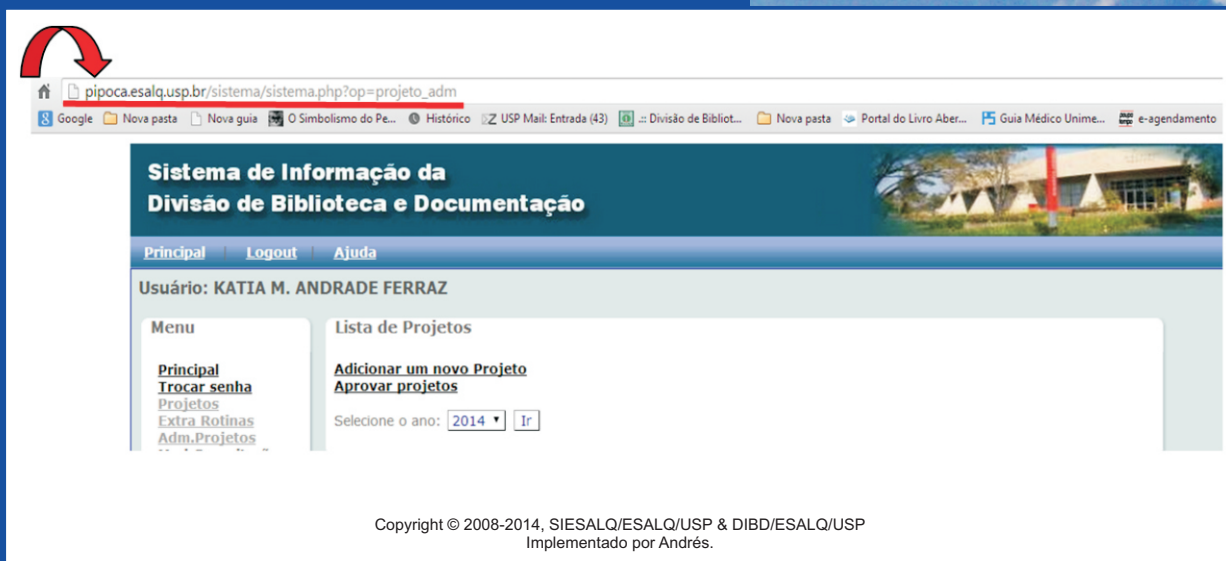 pipoca.esalq.usp.br/sistema/sistema.php?op=projeto_adm
Google Nova pasta Nova guia O Simbolismo do Pe... Histórico USP Mail: Entrada (43) .:: Divisão de Bibliot... Nova pasta Portal do Livro Aber... Guia Médico Unime... e-agendamento
Sistema de Informação da
Divisão de Biblioteca e Documentação
Principal | Logout | Ajuda
Usuário: KATIA M. ANDRADE FERRAZ
Menu
Principal
Trocar senha
Projetos
Extra Rotinas
Adm.Projetos
Lista de Projetos
Adicionar um novo Projeto
Aprovar projetos
Selecione o ano: 2014 Ir
Copyright © 2008-2014, SIESALQ/ESALQ/USP & DIBD/ESALQ/USP
Implementado por Andrés.